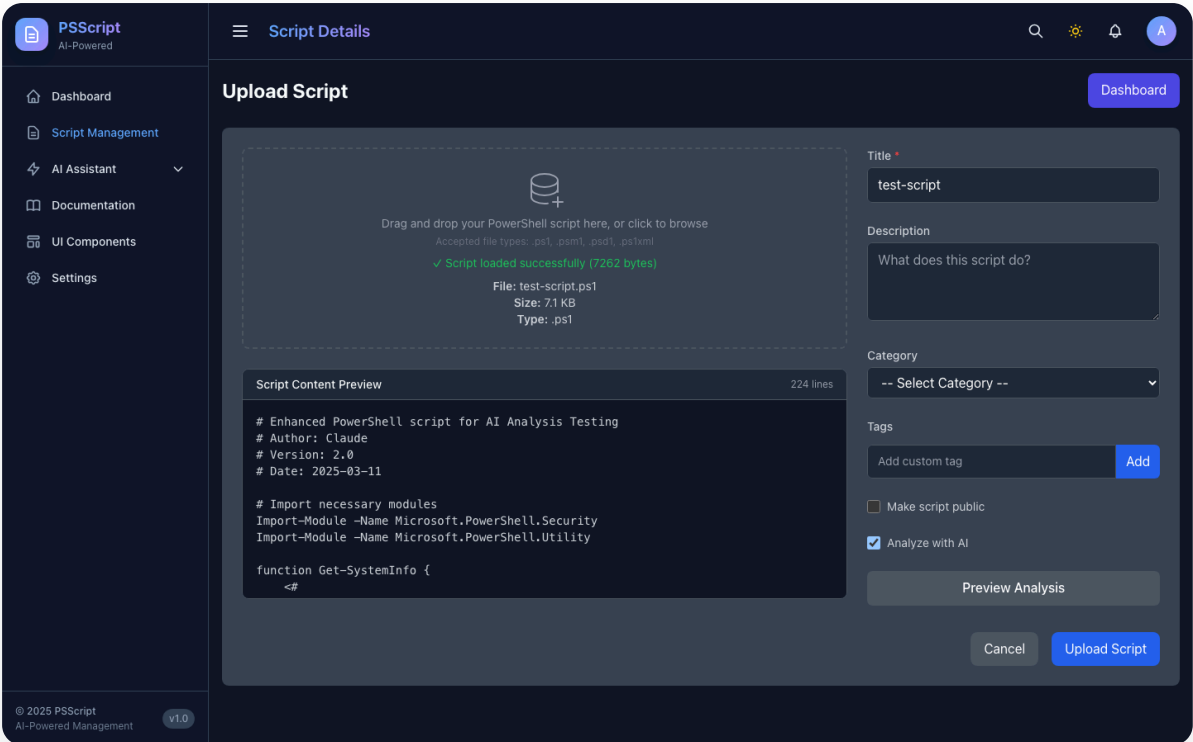 PSScript
AI-Powered
Script Details
A
Dashboard
Script Management
AI Assistant
Documentation
UI Components
Settings
© 2025 PSScript
AI-Powered Management
v1.0
Upload Script
Dashboard
Drag and drop your PowerShell script here, or click to browse
Accepted file types: .ps1, .psm1, .psd1, .ps1xml
✓ Script loaded successfully (7262 bytes)
File: test-script.ps1
Size: 7.1 KB
Type: .ps1
Script Content Preview
224 lines
# Enhanced PowerShell script for AI Analysis Testing
# Author: Claude
# Version: 2.0
# Date: 2025-03-11
# Import necessary modules
Import-Module -Name Microsoft.PowerShell.Security
Import-Module -Name Microsoft.PowerShell.Utility
function Get-SystemInfo {
<#
Title *
test-script
Description
What does this script do?
Category
-- Select Category --
Tags
Add custom tag
Add
Make script public
Analyze with AI
Preview Analysis
Cancel
Upload Script